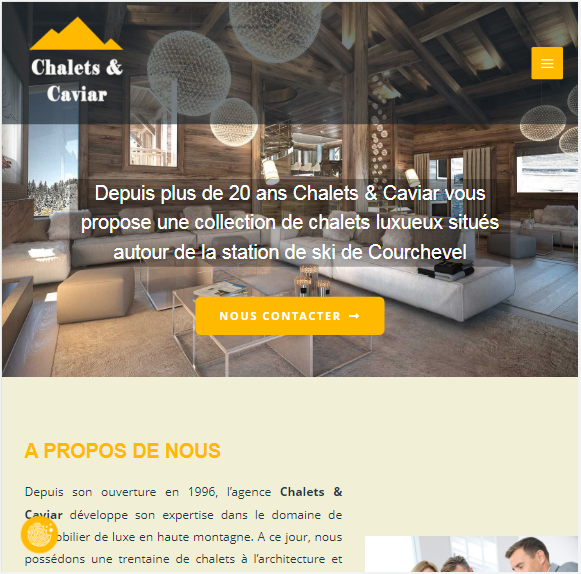 Chalets &
Caviar
Depuis plus de 20 ans Chalets & Caviar vous
propose une collection de chalets luxueux situés
autour de la station de ski de Courchevel
NOUS CONTACTER →
A PROPOS DE NOUS
Depuis son ouverture en 1996, l’agence Chalets &
Caviar développe son expertise dans le domaine de
mobilier de luxe en haute montagne. A ce jour, nous
possédons une trentaine de chalets à l’architecture et